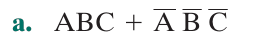 a. ABC + A̅ B̅ C̅